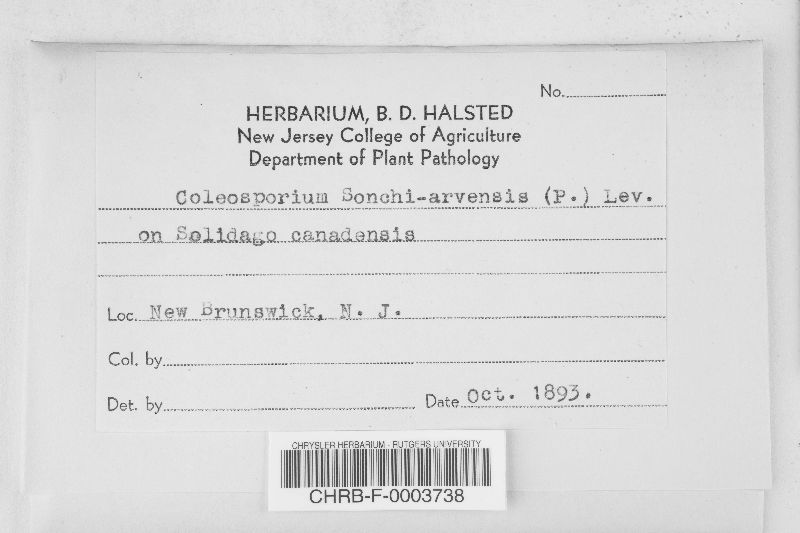 No.
HERBARIUM, B. D. HALSTED
New Jersey College of Agriculture
Department of Plant Pathology
Coleosporium Sonchi-arvensis (P.) Lev.
on Solidago canadensis
Loc. New Brunswick, N. J.
Col. by
Det. by Date Oct. 1893.
CHRYSLER HERBARIUM - RUTGERS UNIVERSITY
CHRB-F-0003738